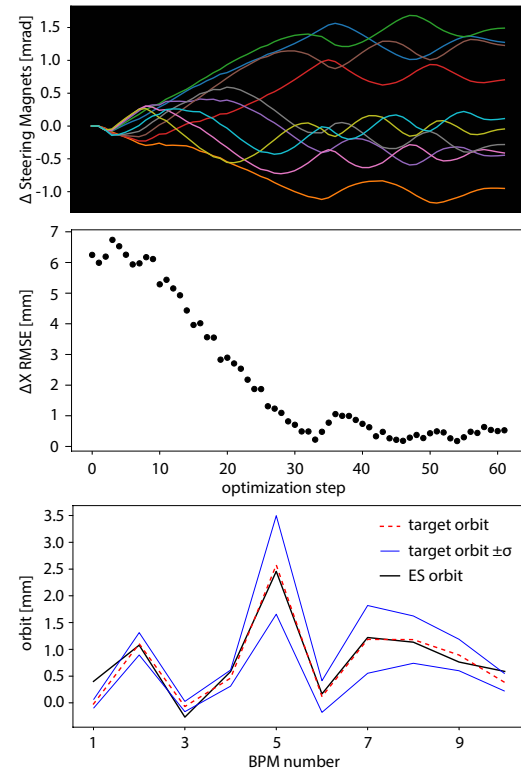 Δ Steering Magnets [mrad]
1.5
1.0
0.5
0.0
-0.5
-1.0
ΔX RMSE [mm]
7
6
5
4
3
2
1
0
0 10 20 30 40 50 60
optimization step
orbit [mm]
3.5
3.0
2.5
2.0
1.5
1.0
0.5
0.0
target orbit
target orbit ±σ
ES orbit
1 3 5 7 9
BPM number